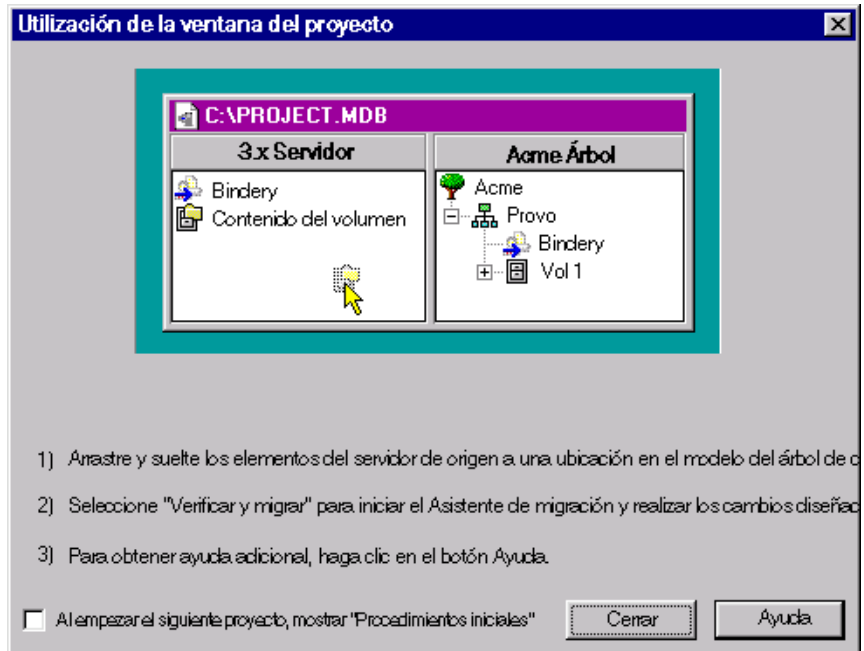 Utilización de la ventana del proyecto
C:\PROJECT.MDB
3.x Servidor
Acme Árbol
Bindery
Contenido del volumen
Acme
Provo
Bindery
Vol 1
1) Arrastre y suelte los elementos del servidor de origen a una ubicación en el modelo del árbol de
2) Seleccione "Verificar y migrar" para iniciar el Asistente de migración y realizar los cambios
3) Para obtener ayuda adicional, haga clic en el botón Ayuda.
Al empezar el siguiente proyecto, mostrar "Procedimientos iniciales"
Cerrar
Ayuda